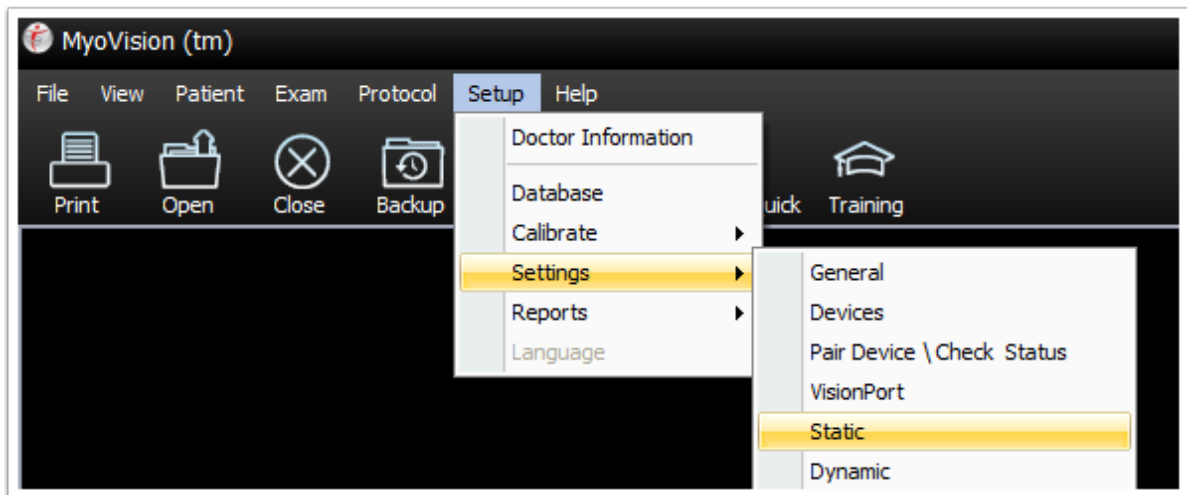 MyoVision (tm)
File View Patient Exam Protocol Setup Help
Print Open Close Backup uick Training
Doctor Information
Database
Calibrate
Settings
Reports
Language
General
Devices
Pair Device \ Check Status
VisionPort
Static
Dynamic